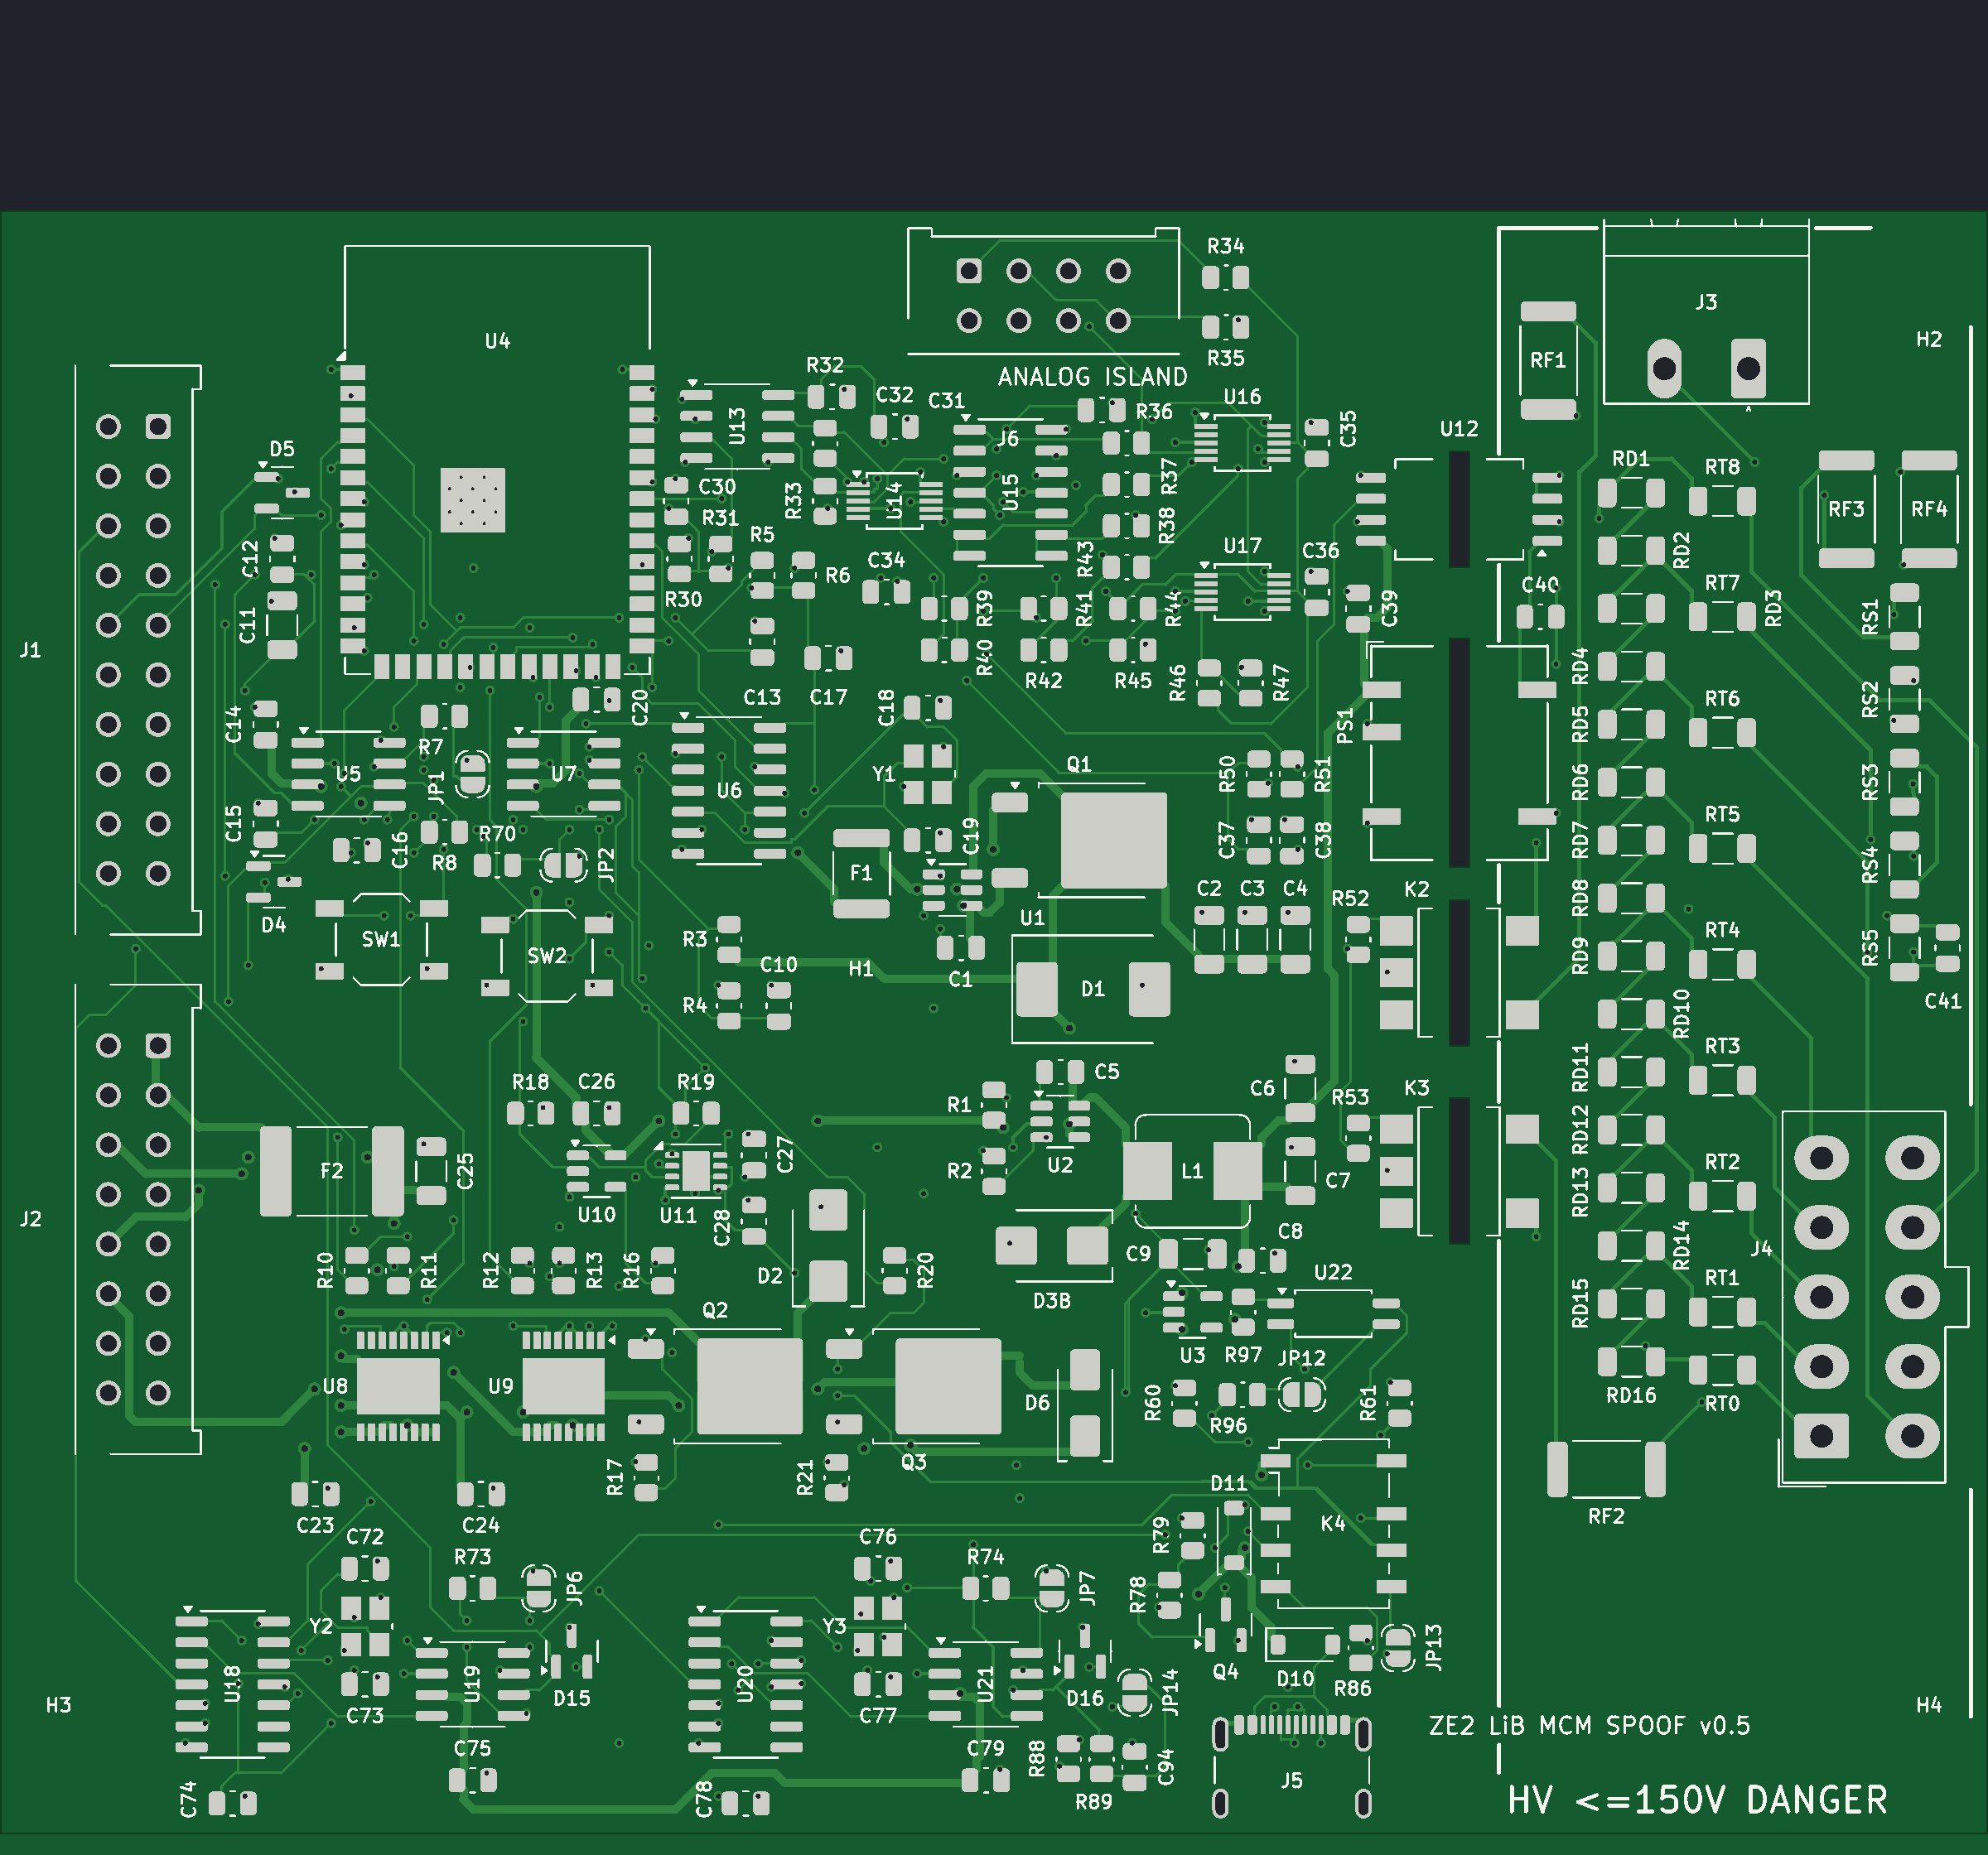 R34
J3
H2
U4
R35
RF1
R32
ANALOG ISLAND
C32
C31
U16
R36
U13
J6
C35
U12
D5
RD1
RT8
R37
C30
R33
U14
U15
RF3
RF4
R31
R5
R38
C12
R43
U17
RD2
C36
R6
C34
C40
R30
R39
R41
R44
C39
RT7
RD3
RS1
C11
J1
R40
R42
R45
RD4
C14
C20
C13
C17
C18
R46
R47
RT6
RS2
R7
PS1
RD5
U5
JP1
U7
U6
Y1
Q1
R50
R51
RD6
RS3
C15
R70
C16
R8
JP2
C19
C37
C38
RD7
RT5
F1
RS4
D4
U1
C2
C3
C4
K2
R52
RD8
SW1
SW2
R3
RT4
H1
C1
RD9
RS5
C10
R4
D1
C41
RD10
C5
C6
K3
R53
RD11
RT3
R18
C26
R19
R1
J2
F2
C25
C27
R2
U2
L1
C7
RD12
RT2
U10
U11
C28
RD13
R10
R11
R12
R13
R16
D2
R20
C9
C8
RD14
J4
D3B
U22
RD15
RT1
Q2
U3
R97
JP12
U8
U9
D6
R60
R96
R61
RD16
RT0
Q3
R17
R21
D11
C23
C24
K4
RF2
C72
R73
C76
R74
R79
JP6
JP7
R78
Y2
Y3
JP13
U18
U19
D15
U20
U21
D16
JP14
Q4
D10
R86
H3
H4
C73
C77
ZE2 LiB MCM SPOOF v0.5
C75
C79
R88
C94
J5
C74
C78
R89
HV <=150V DANGER